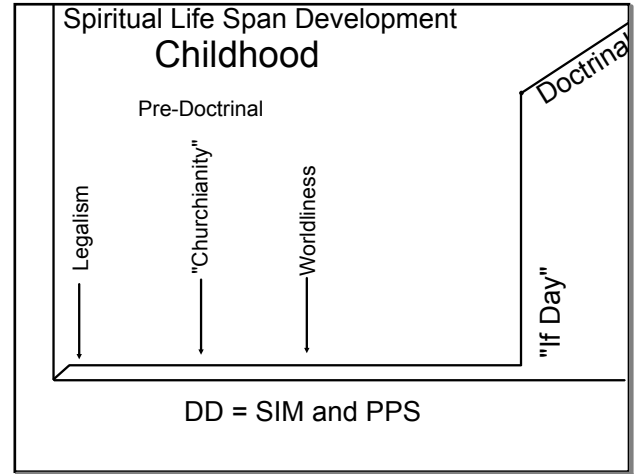 Spiritual Life Span Development
Childhood
Pre-Doctrinal
Legalism
"Churchianity"
Worldliness
"If Day"
Doctrinal
DD = SIM and PPS